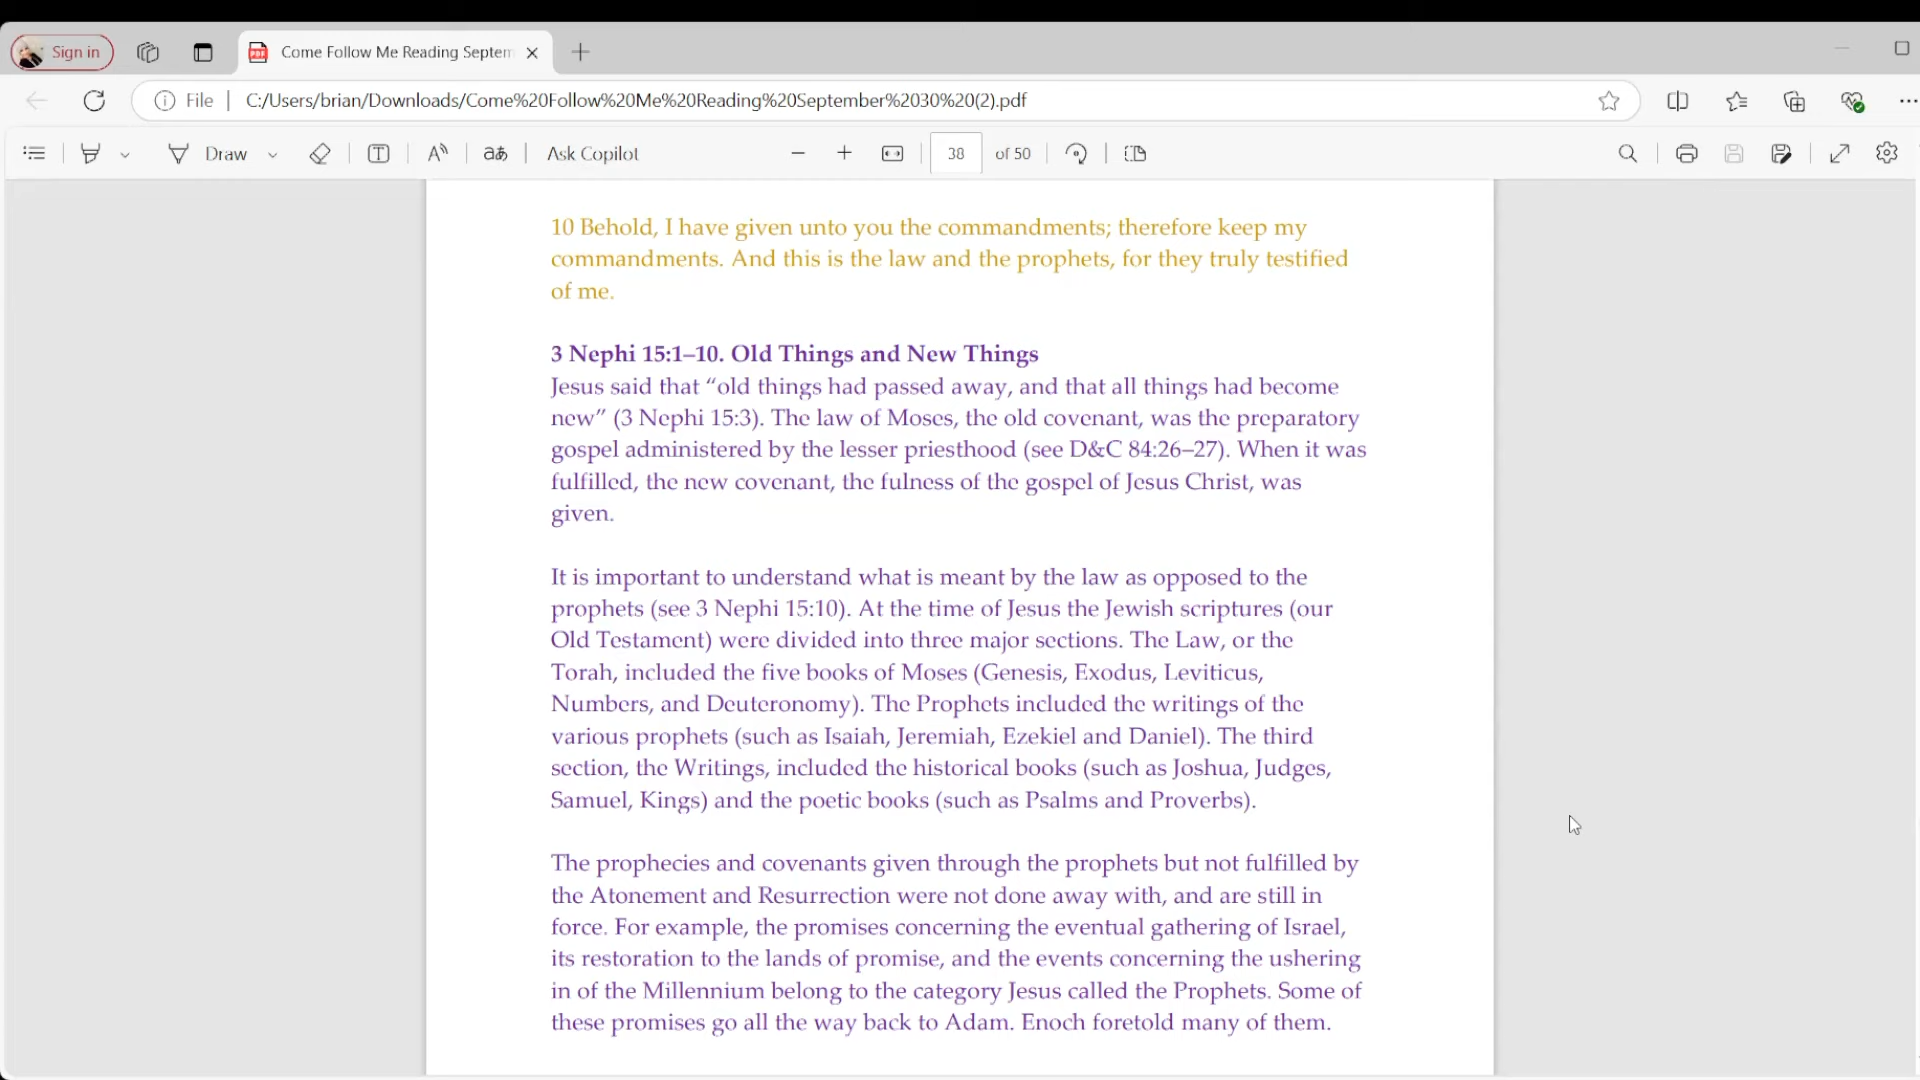 Sign in
Come Follow Me Reading Septem
File
C:/Users/brian/Downloads/Come%20Follow%20Me%20Reading%20September%2030%20(2).pdf
Draw
Ask Copilot
38
of 50
10 Behold, I have given unto you the commandments; therefore keep my
commandments. And this is the law and the prophets, for they truly testified
of me.
3 Nephi 15:1–10. Old Things and New Things
Jesus said that “old things had passed away, and that all things had become
new” (3 Nephi 15:3). The law of Moses, the old covenant, was the preparatory
gospel administered by the lesser priesthood (see D&C 84:26–27). When it was
fulfilled, the new covenant, the fulness of the gospel of Jesus Christ, was
given.
It is important to understand what is meant by the law as opposed to the
prophets (see 3 Nephi 15:10). At the time of Jesus the Jewish scriptures (our
Old Testament) were divided into three major sections. The Law, or the
Torah, included the five books of Moses (Genesis, Exodus, Leviticus,
Numbers, and Deuteronomy). The Prophets included the writings of the
various prophets (such as Isaiah, Jeremiah, Ezekiel and Daniel). The third
section, the Writings, included the historical books (such as Joshua, Judges,
Samuel, Kings) and the poetic books (such as Psalms and Proverbs).
The prophecies and covenants given through the prophets but not fulfilled by
the Atonement and Resurrection were not done away with, and are still in
force. For example, the promises concerning the eventual gathering of Israel,
its restoration to the lands of promise, and the events concerning the ushering
in of the Millennium belong to the category Jesus called the Prophets. Some of
these promises go all the way back to Adam. Enoch foretold many of them.